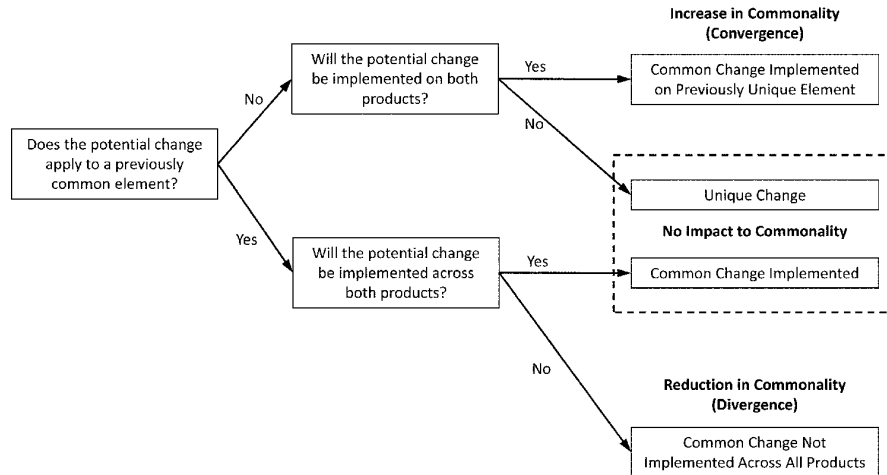 Increase in Commonality
(Convergence)
Will the potential change
be implemented on both
products?
Yes
Common Change Implemented
on Previously Unique Element
No
No
Does the potential change
apply to a previously
common element?
Unique Change
No Impact to Commonality
Yes
Will the potential change
be implemented across
both products?
Yes
Common Change Implemented
No
Reduction in Commonality
(Divergence)
Common Change Not
Implemented Across All Products